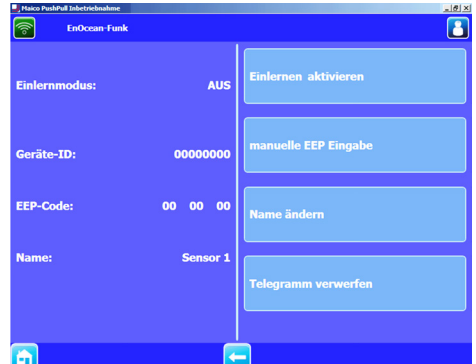 Maico PushPull Inbetriebnahme
EnOcean-Funk
Einlernmodus: AUS
Geräte-ID: 00000000
EEP-Code: 00 00 00
Name: Sensor 1
Einlernen aktivieren
manuelle EEP Eingabe
Name ändern
Telegramm verwerfen